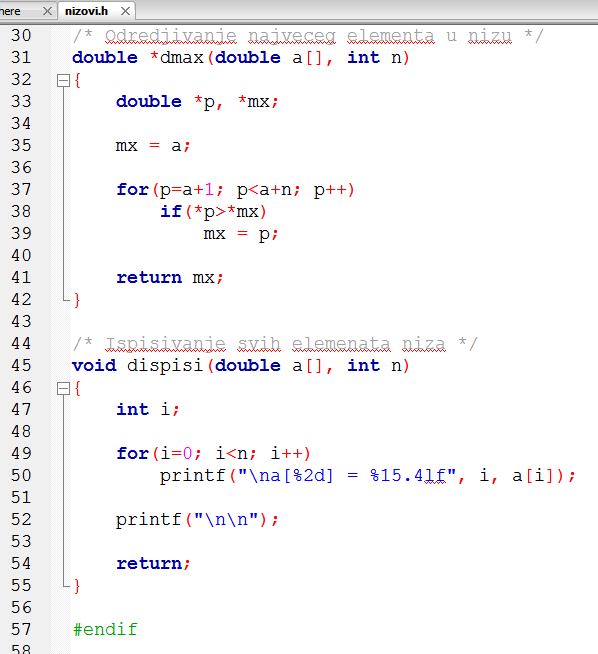 nere × nizovi.h ×
30 /* Odredjivanje najveceg elementa u nizu */
31 double *dmax(double a[], int n)
32 {
33 double *p, *mx;
34
35 mx = a;
36
37 for(p=a+1; p<a+n; p++)
38 if(*p>*mx)
39 mx = p;
40
41 return mx;
42 }
43
44 /* Ispisivanje svih elemenata niza */
45 void dispisi(double a[], int n)
46 {
47 int i;
48
49 for(i=0; i<n; i++)
50 printf("\na[%2d] = %15.4lf", i, a[i]);
51
52 printf("\n\n");
53
54 return;
55 }
56
57 #endif
58